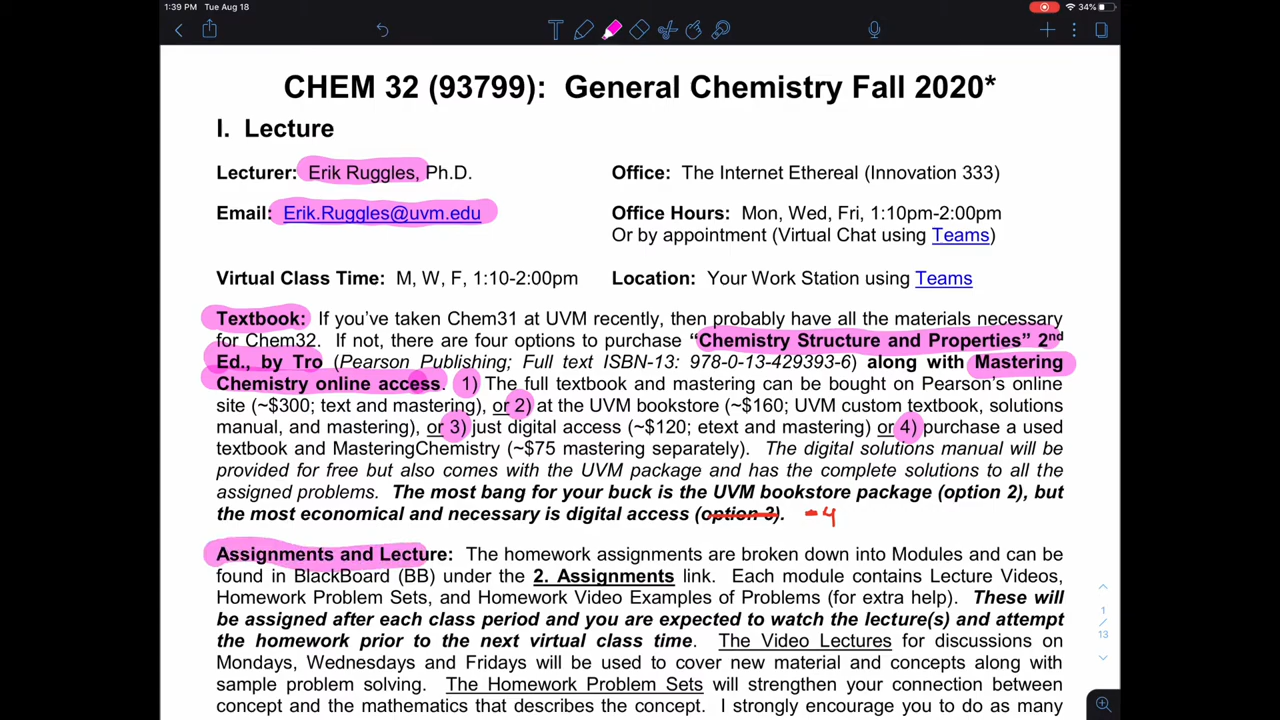 1:39 PM Tue Aug 18
34%
CHEM 32 (93799): General Chemistry Fall 2020*
I. Lecture
Lecturer: Erik Ruggles, Ph.D. Office: The Internet Ethereal (Innovation 333)
Email: Erik.Ruggles@uvm.edu Office Hours: Mon, Wed, Fri, 1:10pm-2:00pm
Or by appointment (Virtual Chat using Teams)
Virtual Class Time: M, W, F, 1:10-2:00pm Location: Your Work Station using Teams
Textbook: If you've taken Chem31 at UVM recently, then probably have all the materials necessary
for Chem32. If not, there are four options to purchase "Chemistry Structure and Properties" 2nd
Ed., by Tro (Pearson Publishing; Full text ISBN-13: 978-0-13-429393-6) along with Mastering
Chemistry online access. 1) The full textbook and mastering can be bought on Pearson's online
site (~$300; text and mastering), or 2) at the UVM bookstore (~$160; UVM custom textbook, solutions
manual, and mastering), or 3) just digital access (~$120; etext and mastering) or 4) purchase a used
textbook and MasteringChemistry (~$75 mastering separately). The digital solutions manual will be
provided for free but also comes with the UVM package and has the complete solutions to all the
assigned problems. The most bang for your buck is the UVM bookstore package (option 2), but
the most economical and necessary is digital access (option 3). - 4
Assignments and Lecture: The homework assignments are broken down into Modules and can be
found in BlackBoard (BB) under the 2. Assignments link. Each module contains Lecture Videos,
Homework Problem Sets, and Homework Video Examples of Problems (for extra help). These will
be assigned after each class period and you are expected to watch the lecture(s) and attempt
the homework prior to the next virtual class time. The Video Lectures for discussions on
Mondays, Wednesdays and Fridays will be used to cover new material and concepts along with
sample problem solving. The Homework Problem Sets will strengthen your connection between
concept and the mathematics that describes the concept. I strongly encourage you to do as many
1
/
13